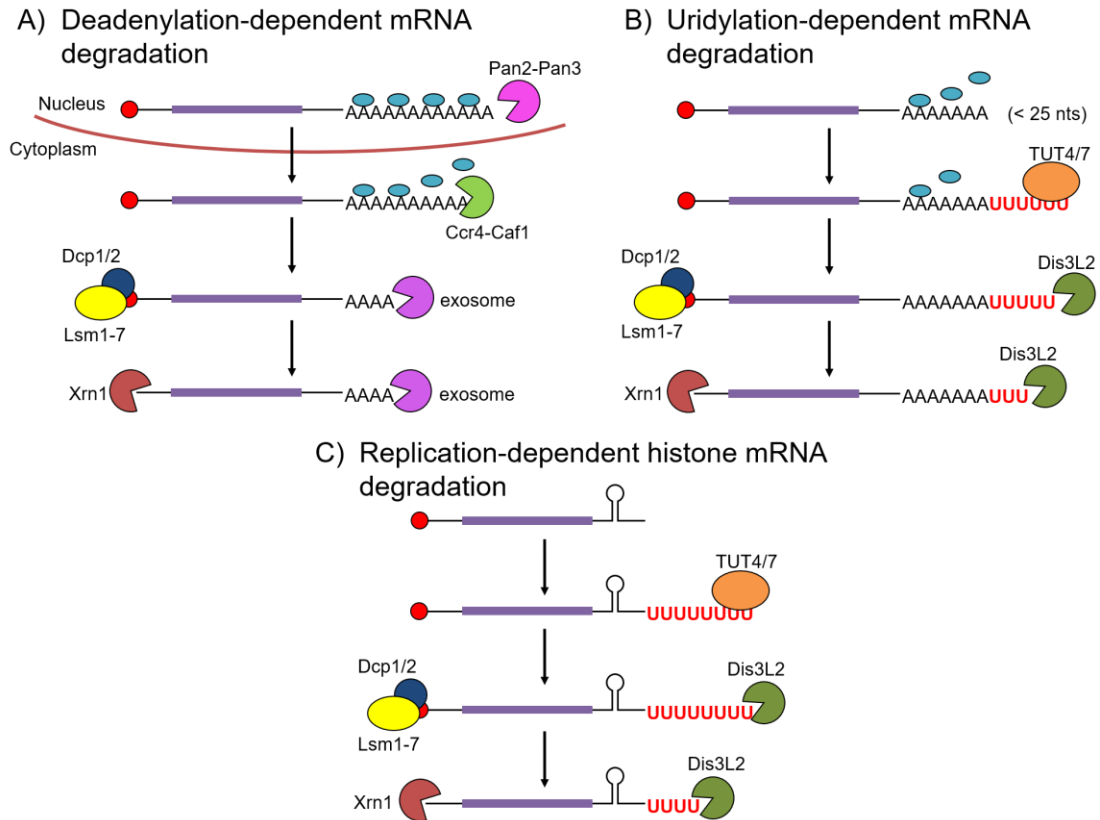 A) Deadenylation-dependent mRNA
degradation
Pan2-Pan3
Nucleus
AAAAAAAAAAAA
Cytoplasm
AAAAAAAAAA
Ccr4-Caf1
Dcp1/2
AAAA
exosome
Lsm1-7
Xrn1
AAAA
exosome
B) Uridylation-dependent mRNA
degradation
AAAAAAA (< 25 nts)
TUT4/7
AAAAAAAUUUUUU
Dcp1/2
Dis3L2
AAAAAAAUUUUU
Lsm1-7
Dis3L2
Xrn1
AAAAAAAUUU
C) Replication-dependent histone mRNA
degradation
TUT4/7
UUUUUUUU
Dcp1/2
Dis3L2
UUUUUUUU
Lsm1-7
Dis3L2
Xrn1
UUUU